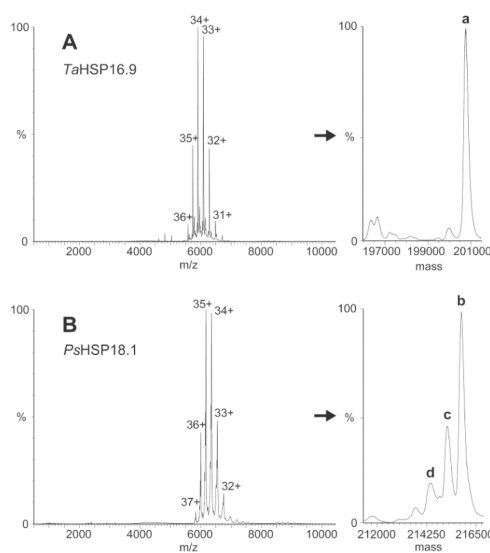 34+
100
33+
A
TaHSP16.9
%
35+
32+
36+
31+
0
2000 4000 6000 8000 10000
m/z
100
a
%
0
197000 199000 201000
mass
35+
100
34+
B
PsHSP18.1
%
36+
33+
32+
37+
0
2000 4000 6000 8000 10000
m/z
100
b
%
c
d
0
212000 214250 216500
mass